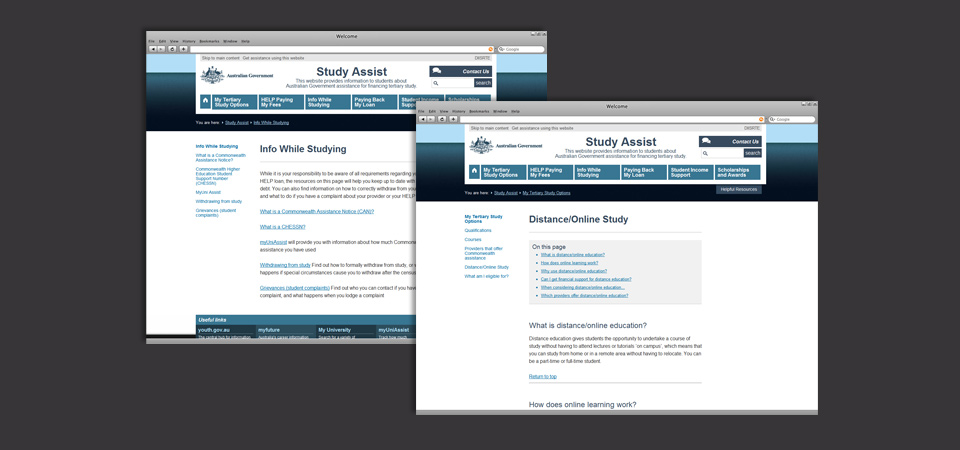 Welcome
File Edit View History Bookmarks Window Help
Google
Skip to main content Get assistance using this website
Australian Government
Study Assist
This website provides information to students about
Australian Government assistance for financing tertiary study.
Contact Us
search
My Tertiary Study Options
HELP Paying My Fees
Info While Studying
Paying Back My Loan
Student Income
Scholarships
You are here: Study Assist Info While Studying
Info While Studying
What is a Commonwealth
Assistance Notice?
Commonwealth Higher
Education Student
Support Number
(CHESSN)
MyUni Assist
Withdrawing from study
Grievances (student
complaints)
Info While Studying
While it is your responsibility to be aware of all requirements regarding
HELP loan, the resources on this page will help you keep up to date
debt. You can also find information on how to correctly withdraw from
and what to do if you have a complaint about your provider or your HELP
What is a Commonwealth Assistance Notice (CAN)?
What is a CHESSN?
myUniAssist will provide you with information about how much
assistance you have used
Withdrawing from study Find out how to formally withdraw from study, or
happens if special circumstances cause you to withdraw after the
Grievances (student complaints) Find out who you can contact if you
complaint, and what happens when you lodge a complaint
Useful links
youth.gov.au
myfuture
My University
myUniAssist
The central hub for information
Australia's career information
Search for a variety of
Track how much
Welcome
File Edit View History Bookmarks Window Help
Google
Skip to main content Get assistance using this website
Australian Government
Study Assist
This website provides information to students about
Australian Government assistance for financing tertiary study.
Contact Us
search
My Tertiary Study Options
HELP Paying My Fees
Info While Studying
Paying Back My Loan
Student Income Support
Scholarships and Awards
You are here: Study Assist My Tertiary Study Options
Helpful Resources
My Tertiary Study
Options
Qualifications
Courses
Providers that offer
Commonwealth
assistance
Distance/Online Study
What am I eligible for?
Distance/Online Study
On this page
What is distance/online education?
How does online learning work?
Why use distance/online education?
Can't get financial support for distance education?
When considering distance/online education...
Which providers offer distance/online education?
What is distance/online education?
Distance education gives students the opportunity to undertake a course of
study without having to attend lectures or tutorials 'on campus', which means that
you can study from home or in a remote area without having to relocate. You can
be a part-time or full-time student.
Return to top
How does online learning work?